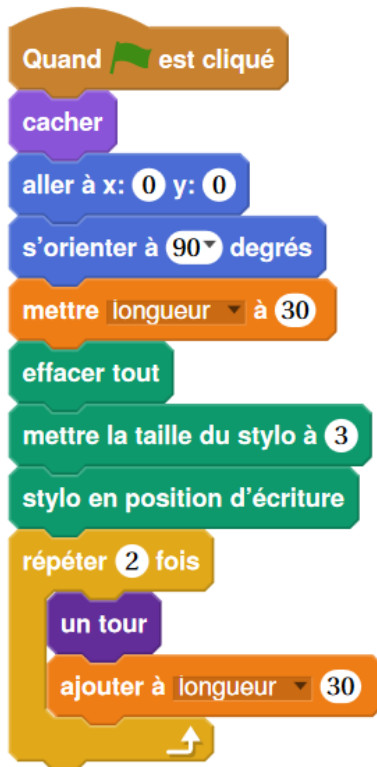 Quand est cliqué
cacher
aller à x: 0 y: 0
s’orienter à 90 degrés
mettre longueur à 30
effacer tout
mettre la taille du stylo à 3
stylo en position d’écriture
répéter 2 fois
un tour
ajouter à longueur 30